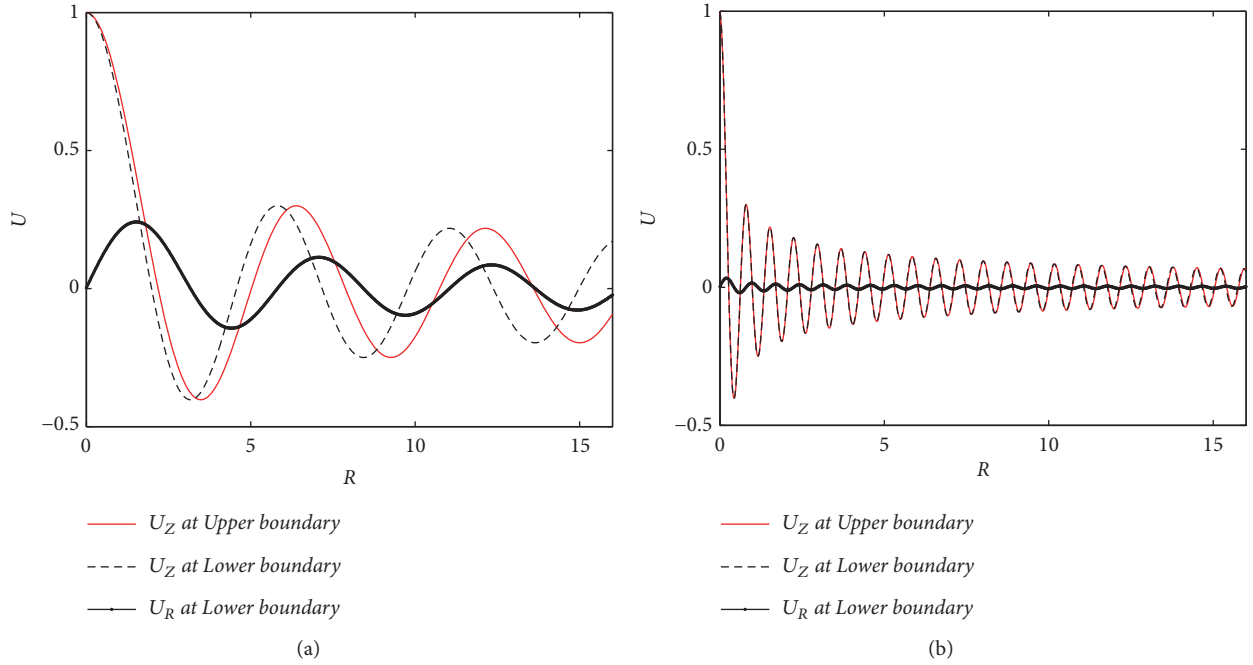 1
0.5
U
0
−0.5
0
5
10
15
R
U_Z at Upper boundary
U_Z at Lower boundary
U_R at Lower boundary
(a)
1
0.5
U
0
−0.5
0
5
10
15
R
U_Z at Upper boundary
U_Z at Lower boundary
U_R at Lower boundary
(b)